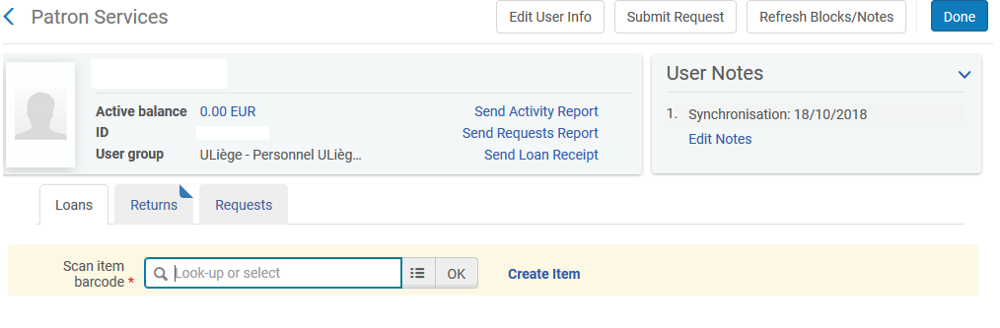 Patron Services
Edit User Info
Submit Request
Refresh Blocks/Notes
Done
Active balance 0.00 EUR
Send Activity Report
ID
Send Requests Report
User group ULiège - Personnel ULièg...
Send Loan Receipt
User Notes
1. Synchronisation: 18/10/2018
Edit Notes
Loans
Returns
Requests
Scan item
barcode *
Look-up or select
OK
Create Item